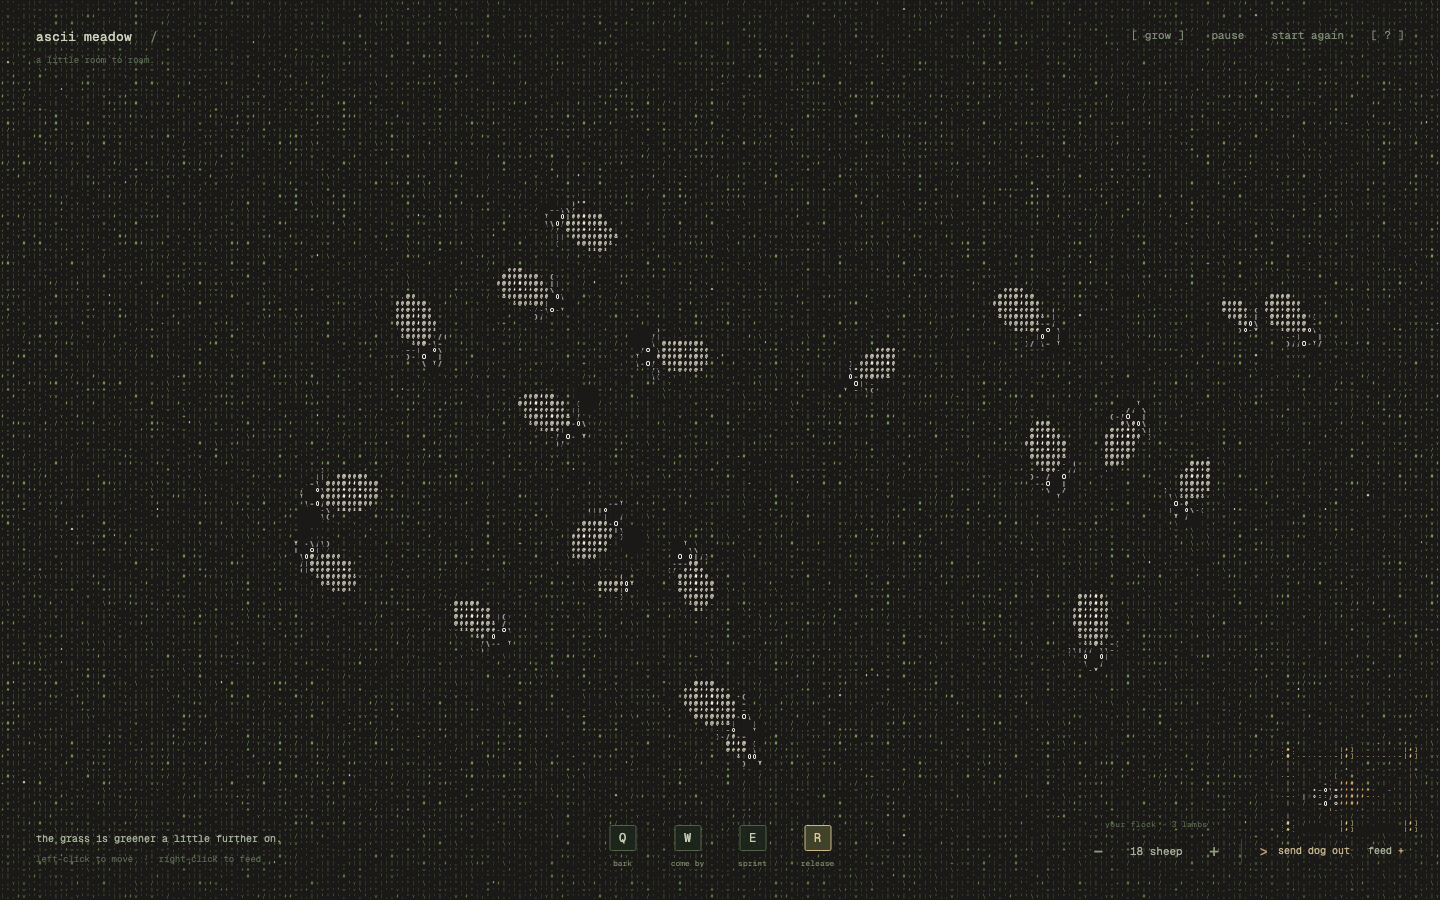 ascii meadow /
[ grow ] pause start again [ ? ]
a little room to roam
your flock · 3 lambs
the grass is greener a little further on.
left-click to move · right-click to feed
Q W E R
bark come by sprint release
− 18 sheep + > send dog out feed +